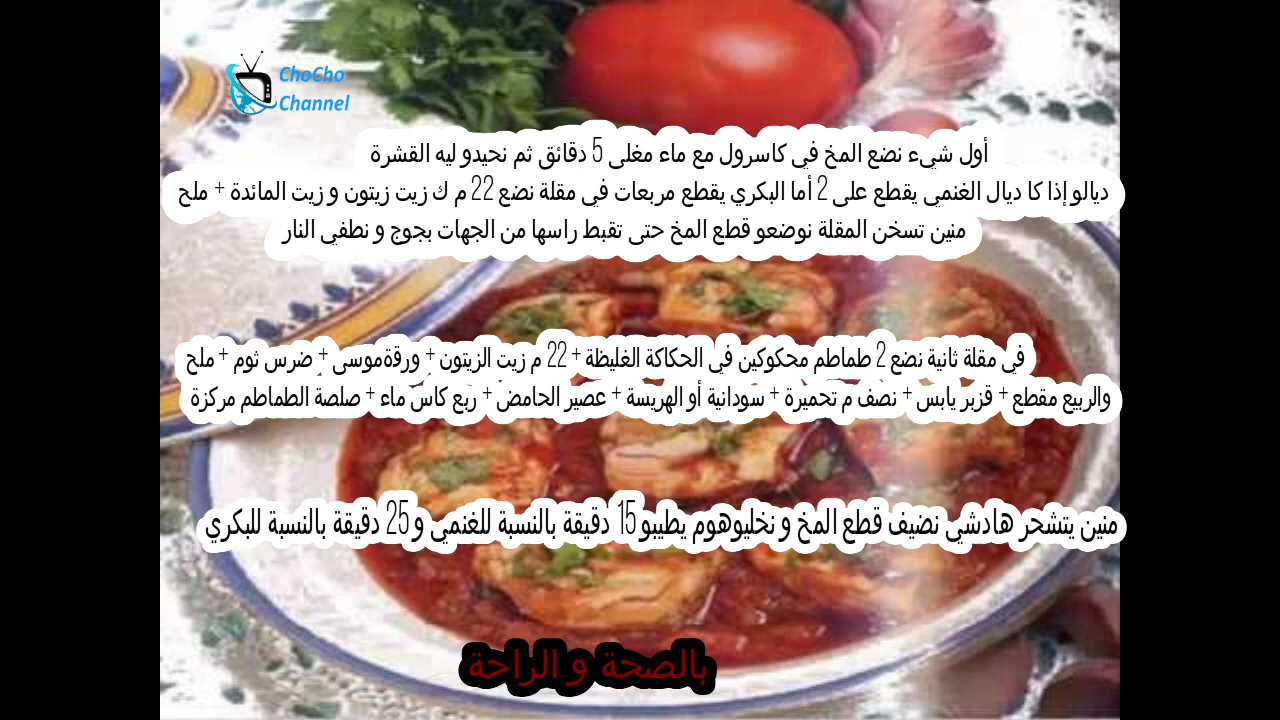 ChoCho
Channel
أول شيء نضع المخ في كاسرول مع ماء مغلى 5 دقائق ثم نحيدو ليه القشرة
ديالو إذا كا ديال الغنمي يقطع على 2 أما البكري يقطع مربعات في مقلة نضع 22 م ك زيت زيتون و زيت المائدة + ملح
منين تسخن المقلة نوضعو قطع المخ حتى تقبط راسها من الجهات بجوج و نطفي النار
في مقلة ثانية نضع 2 طماطم محكوكين في الحكاكة الغليظة + 22 م زيت الزيتون + ورقةموسى + ضرس ثوم + ملح
والربيع مقطع + قزبر يابس + نصف م تحميرة + سودانية أو الهريسة + عصير الحامض + ربع كاس ماء + صلصة الطماطم مركزة
منين يتشحر هادشي نضيف قطع المخ و نخليوهوم يطيبو 15 دقيقة بالنسبة للغنمي و 25 دقيقة بالنسبة للبكري
بالصحة و الراحة